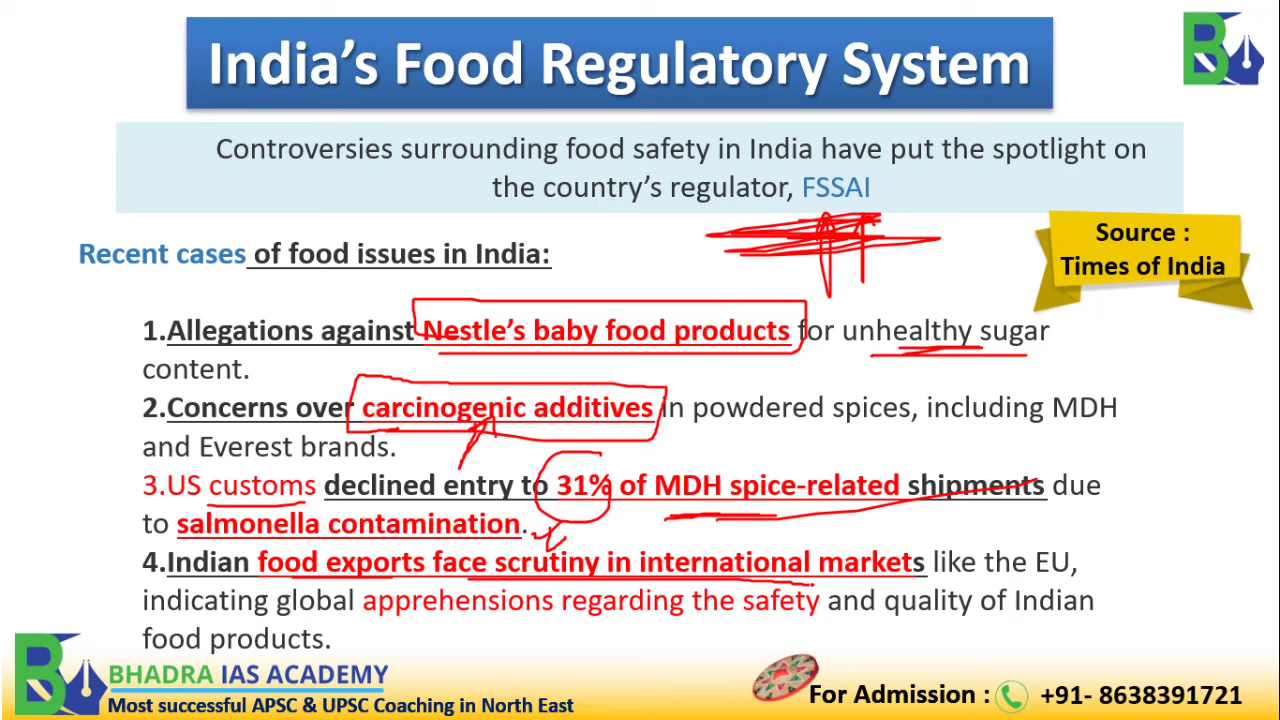 India's Food Regulatory System
Controversies surrounding food safety in India have put the spotlight on
the country's regulator, FSSAI
Source :
Times of India
Recent cases of food issues in India:
1.Allegations against Nestle's baby food products for unhealthy sugar
content.
2.Concerns over carcinogenic additives in powdered spices, including MDH
and Everest brands.
3.US customs declined entry to 31% of MDH spice-related shipments due
to salmonella contamination.
4.Indian food exports face scrutiny in international markets like the EU,
indicating global apprehensions regarding the safety and quality of Indian
food products.
BHADRA IAS ACADEMY
Most successful APSC & UPSC Coaching in North East
For Admission : +91- 8638391721